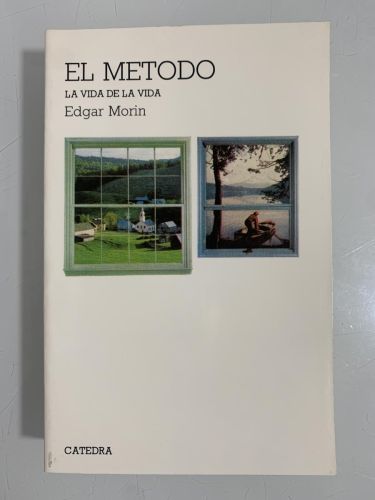 EL METODO
LA VIDA DE LA VIDA
Edgar Morin
CATEDRA